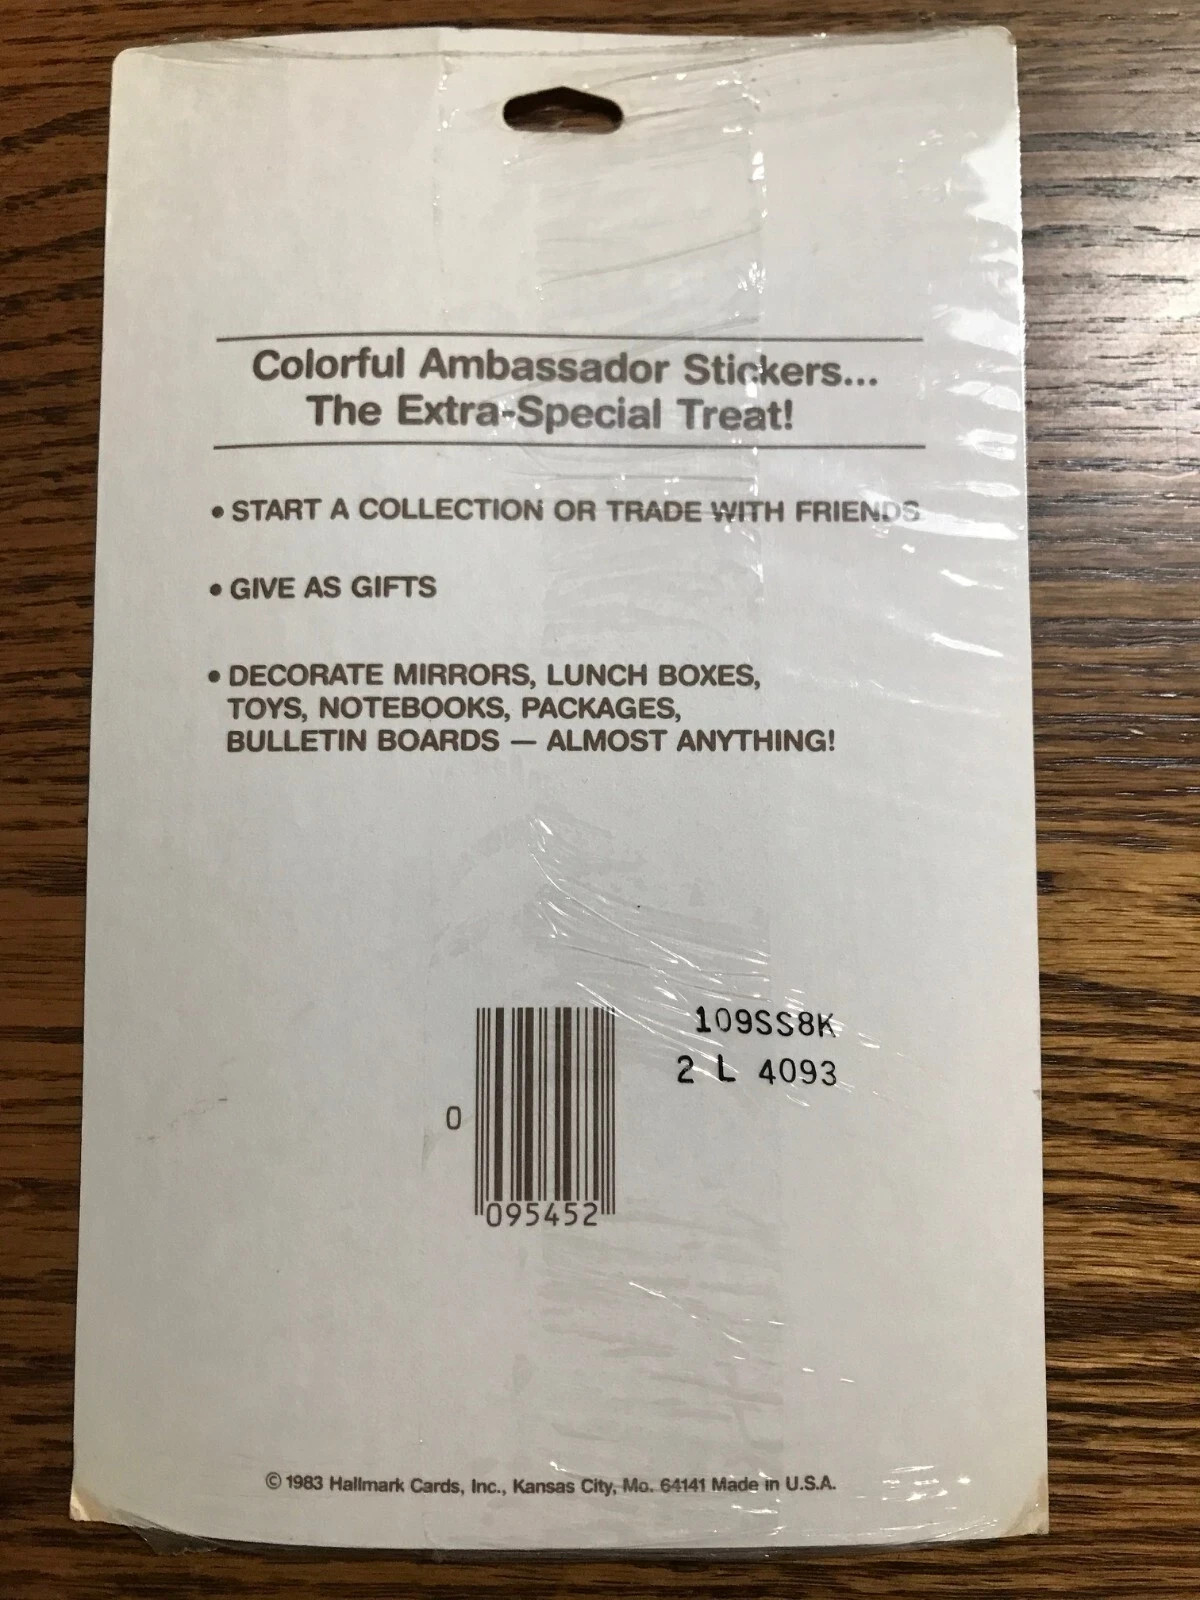 Colorful Ambassador Stickers...
The Extra-Special Treat!
• START A COLLECTION OR TRADE WITH FRIENDS
• GIVE AS GIFTS
• DECORATE MIRRORS, LUNCH BOXES,
TOYS, NOTEBOOKS, PACKAGES,
BULLETIN BOARDS — ALMOST ANYTHING!
109SS8K
2 L 4093
0
095452
© 1983 Hallmark Cards, Inc., Kansas City, Mo. 64141 Made in U.S.A.